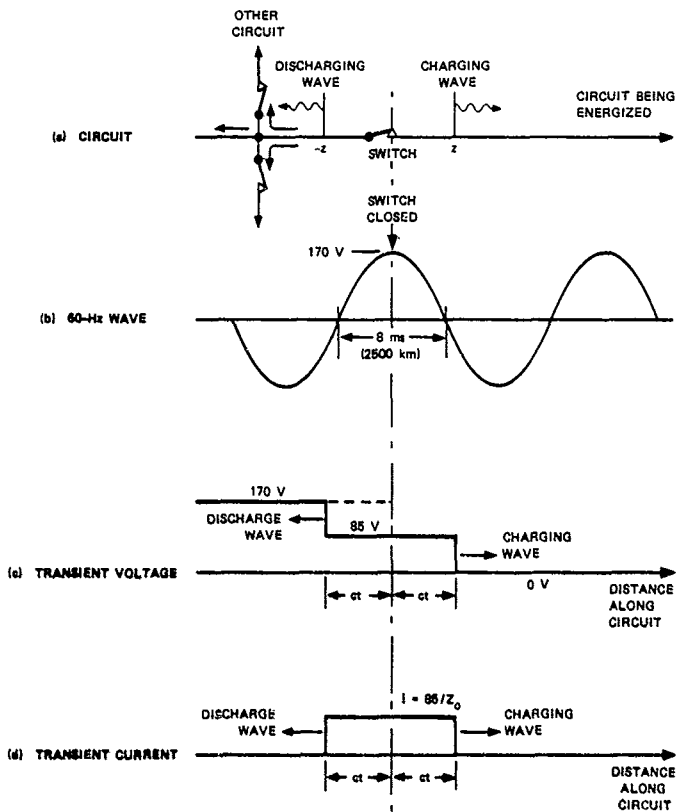 OTHER
CIRCUIT
DISCHARGING
WAVE
CHARGING
WAVE
CIRCUIT BEING
ENERGIZED
(a) CIRCUIT
-z
SWITCH
z
SWITCH
CLOSED
170 V
(b) 60-Hz WAVE
8 ms
(2500 km)
170 V
DISCHARGE
WAVE
85 V
CHARGING
WAVE
(c) TRANSIENT VOLTAGE
0 V
DISTANCE
ALONG
CIRCUIT
ct
ct
I = 85/Zo
DISCHARGE
WAVE
CHARGING
WAVE
(d) TRANSIENT CURRENT
ct
ct
DISTANCE
ALONG
CIRCUIT